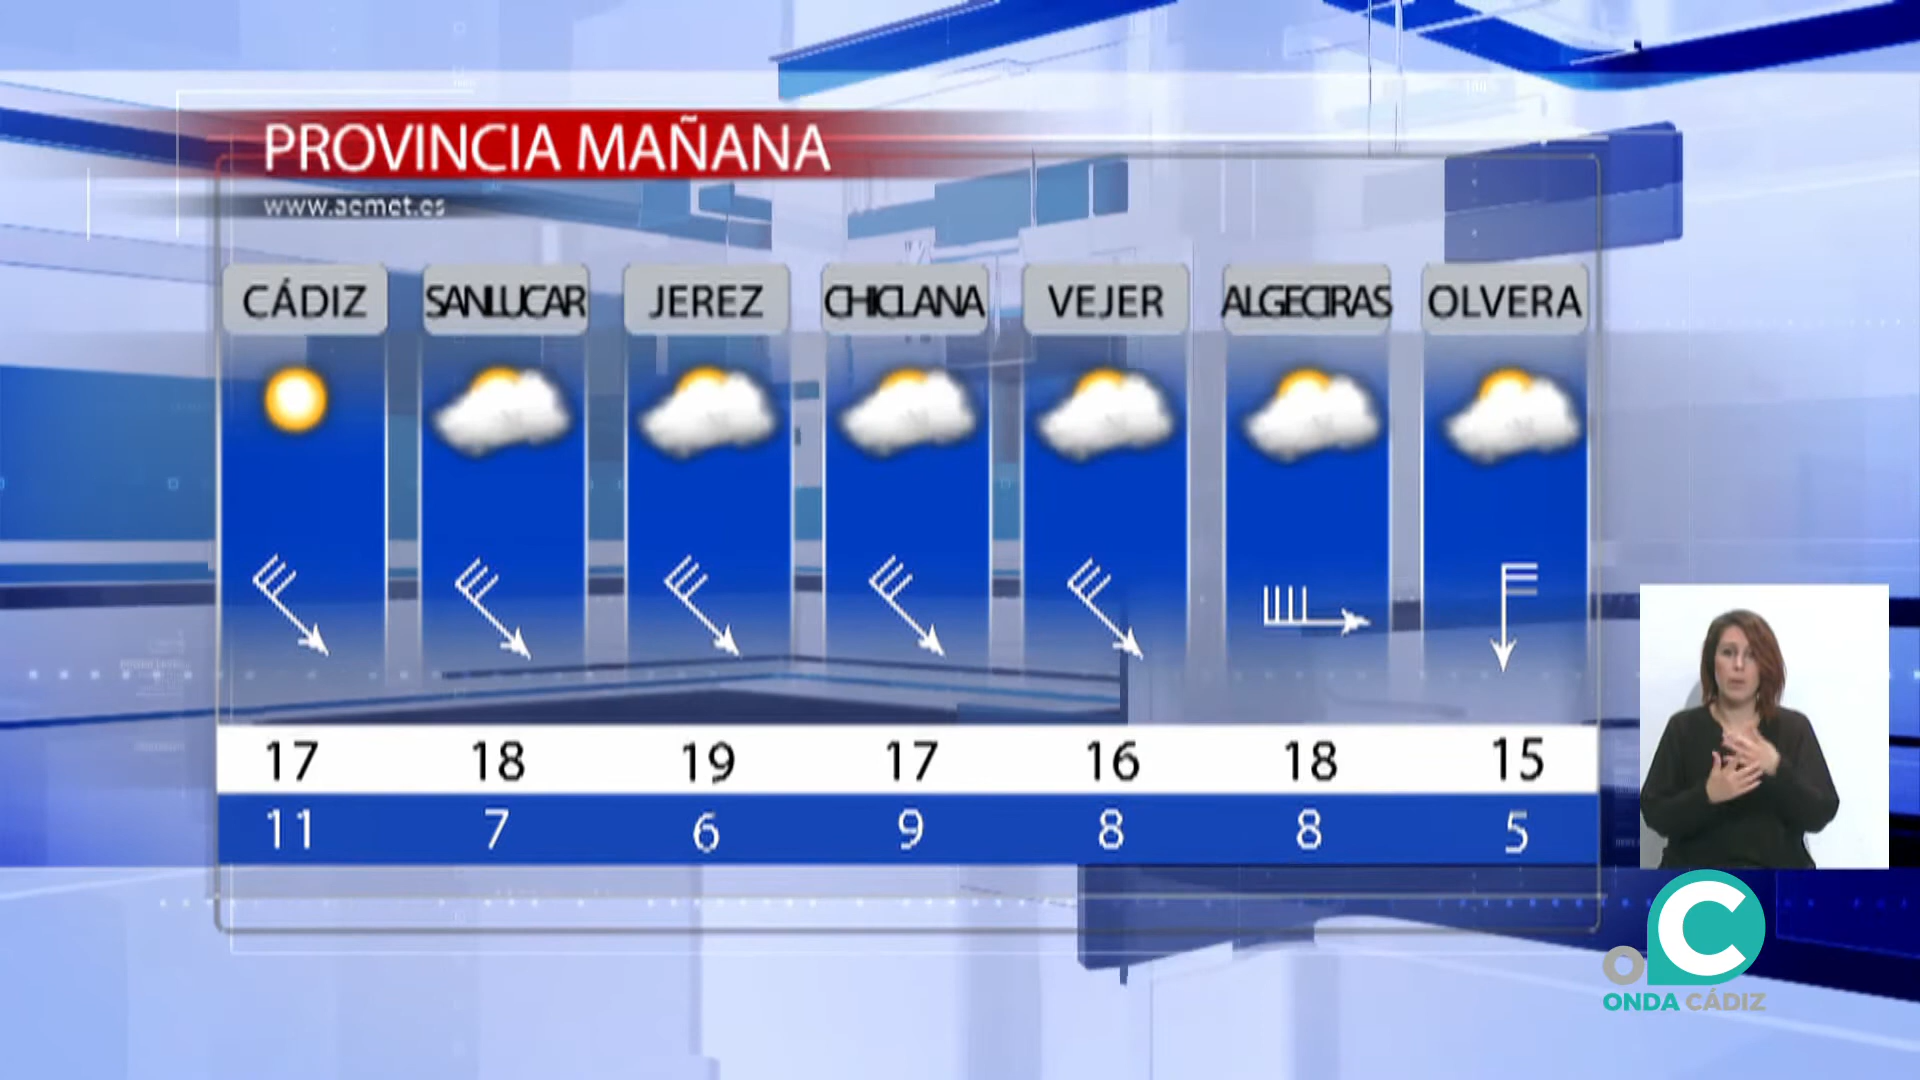 PROVINCIA MAÑANA
www.aemet.es
CÁDIZ SANLUCAR JEREZ CHICLANA VEJER ALGECIRAS OLVERA
17 18 19 17 16 18 15
11 7 6 9 8 8 5
OC
ONDA CÁDIZ